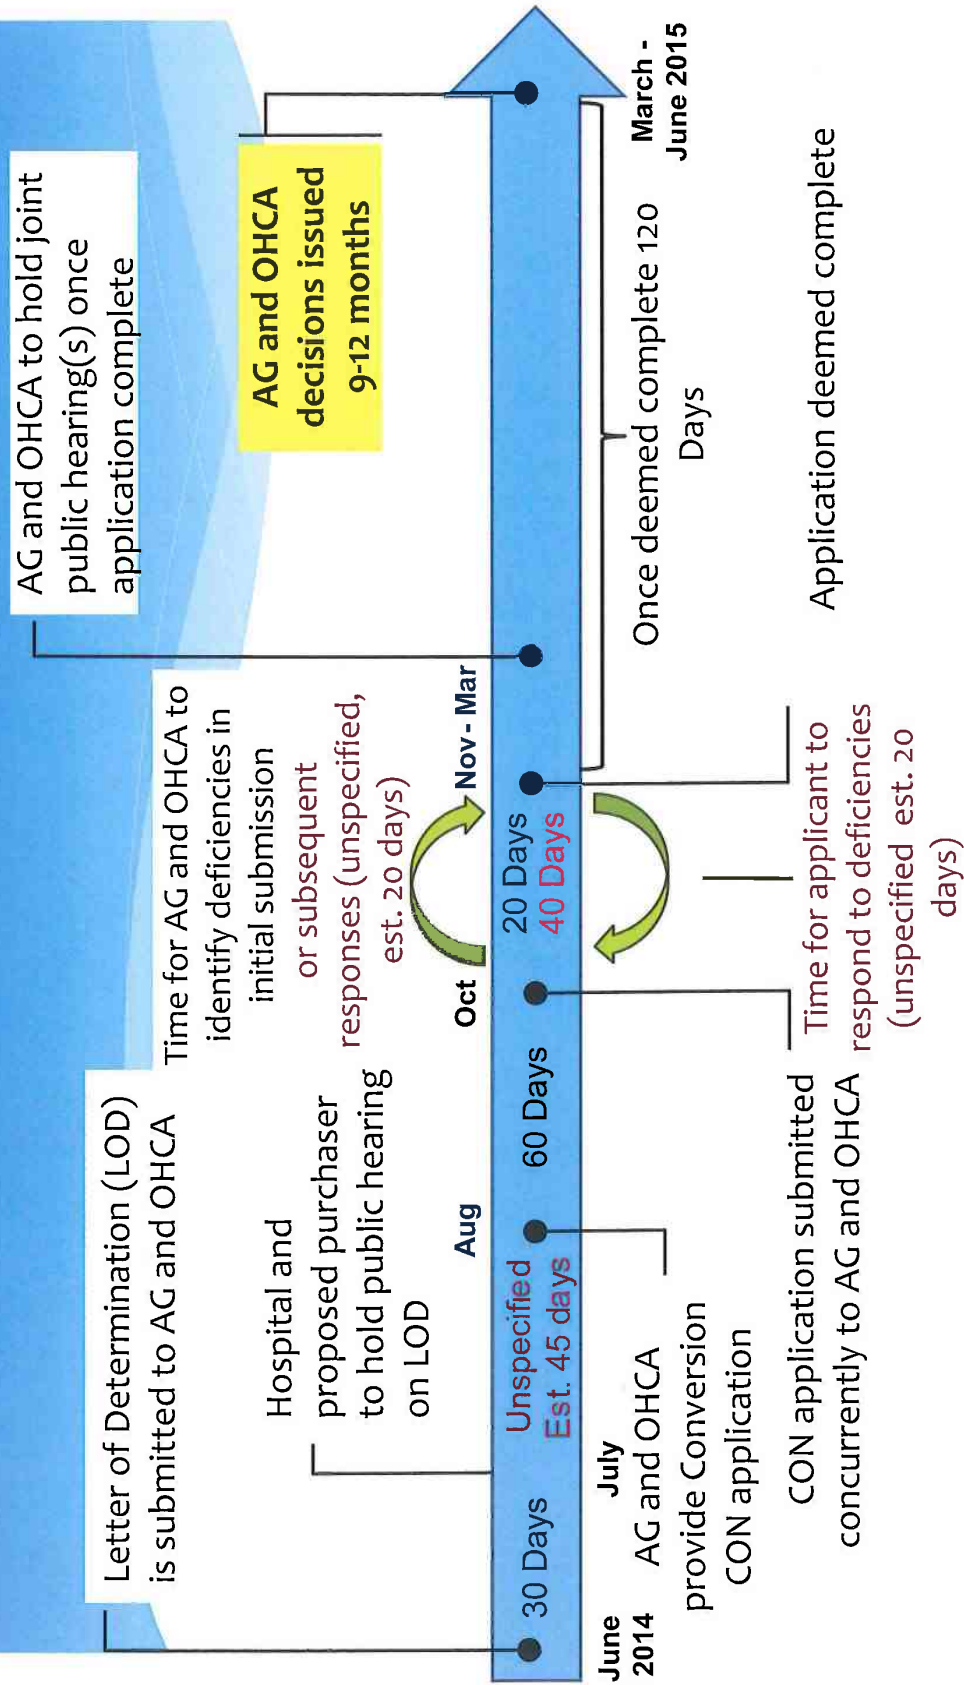 Letter of Determination (LOD)
is submitted to AG and OHCA
Hospital and
proposed purchaser
to hold public hearing
on LOD
Time for AG and OHCA to
identify deficiencies in
initial submission
or subsequent
responses (unspecified,
est. 20 days)
AG and OHCA to hold joint
public hearing(s) once
application complete
AG and OHCA
decisions issued
9-12 months
Aug
Oct
Nov - Mar
30 Days
Unspecified
Est. 45 days
60 Days
20 Days
40 Days
June
2014
July
March -
June 2015
AG and OHCA
provide Conversion
CON application
CON application submitted
concurrently to AG and OHCA
Time for applicant to
respond to deficiencies
(unspecified est. 20
days)
Once deemed complete 120
Days
Application deemed complete